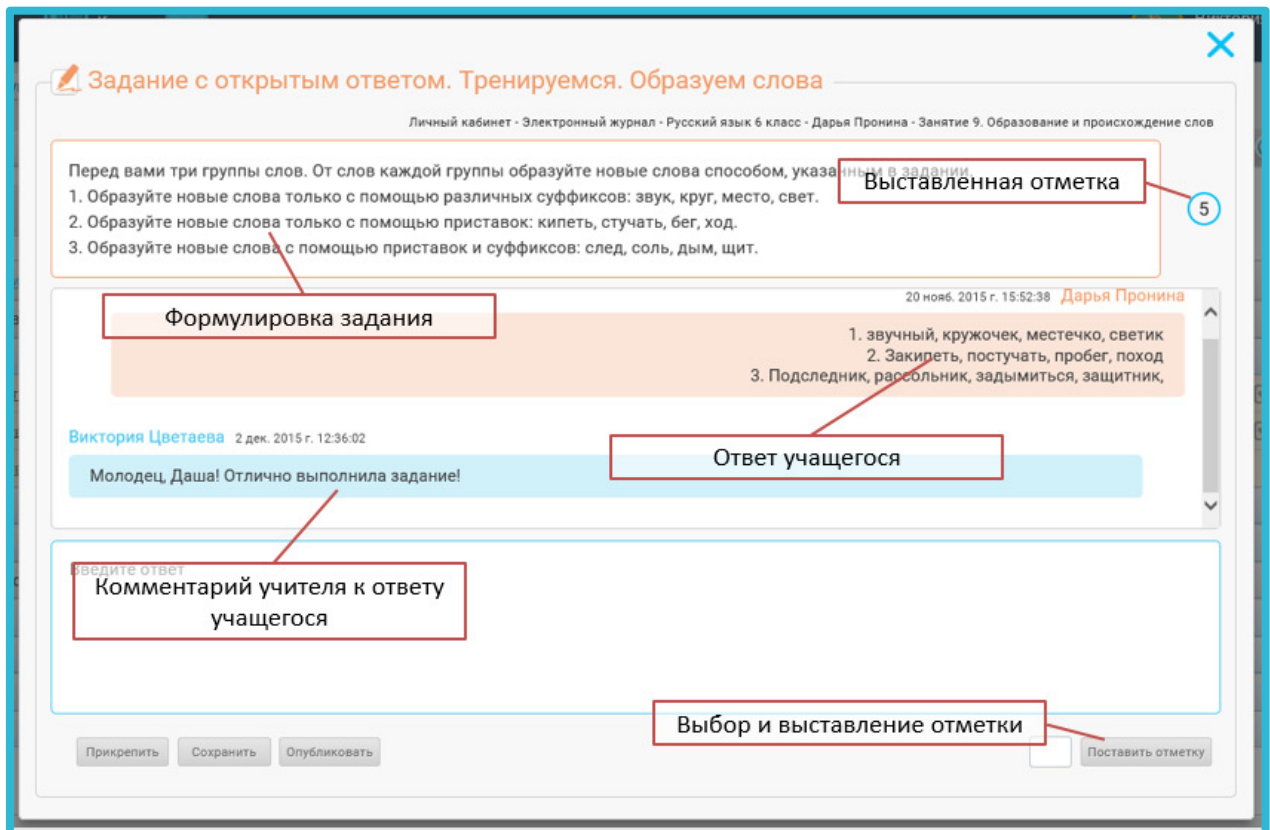 Задание с открытым ответом. Тренируемся. Образуем слова
Личный кабинет - Электронный журнал - Русский язык 6 класс - Дарья Пронина - Занятие 9. Образование и происхождение слов
Перед вами три группы слов. От слов каждой группы образуйте новые слова способом, указанным в задании.
Выставленная отметка
1. Образуйте новые слова только с помощью различных суффиксов: звук, круг, место, свет.
5
2. Образуйте новые слова только с помощью приставок: кипеть, стучать, бег, ход.
3. Образуйте новые слова с помощью приставок и суффиксов: след, соль, дым, щит.
20 нояб. 2015 г. 15:52:38 Дарья Пронина
Формулировка задания
1. звучный, кружочек, местечко, светик
2. Закипеть, постучать, пробег, поход
3. Подследник, рассольник, задымиться, защитник,
Виктория Цветаева 2 дек. 2015 г. 12:36:02
Ответ учащегося
Молодец, Даша! Отлично выполнила задание!
Введите ответ
Комментарий учителя к ответу
учащегося
Выбор и выставление отметки
Прикрепить Сохранить Опубликовать Поставить отметку